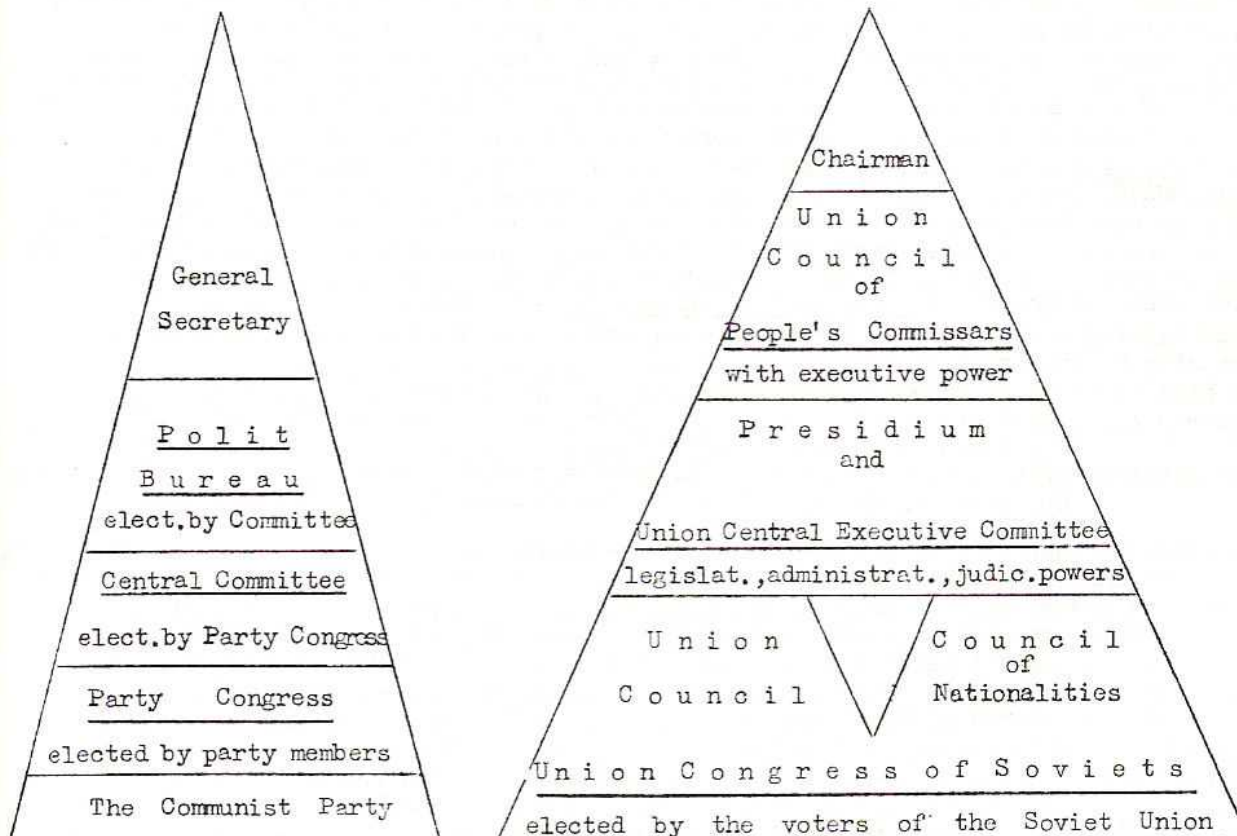 General
Secretary
Polit
Bureau
elect.by Committee
Central Committee
elect.by Party Congress
Party Congress
elected by party members
The Communist Party
Chairman
Union
Council
of
People's Commissars
with executive power
Presidium
and
Union Central Executive Committee
legislat.,administrat.,judic.powers
Union
Council
Council
of
Nationalities
Union Congress of Soviets
elected by the voters of the Soviet Union